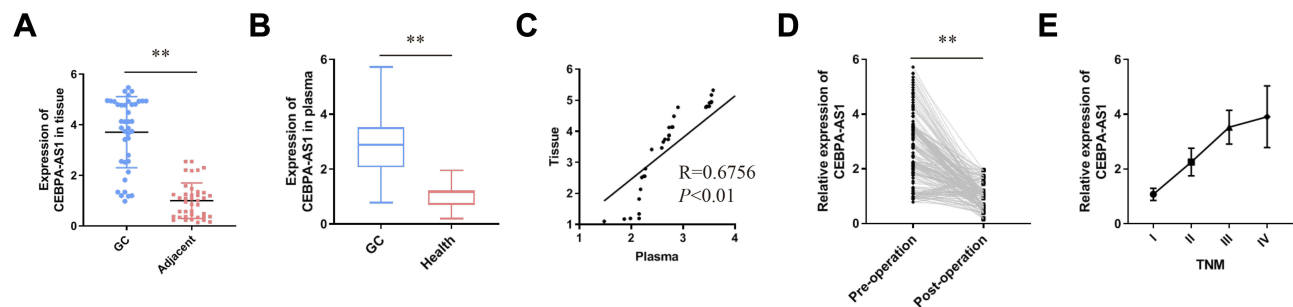 A
**
Expression of
CEBPA-AS1 in tissue
6
4
2
0
GC
Adjacent
B
**
Expression of
CEBPA-AS1 in plasma
6
4
2
0
GC
Health
C
Tissue
6
5
4
3
2
1
R=0.6756
P<0.01
1
2
3
4
Plasma
D
**
Relative expression of
CEBPA-AS1
6
4
2
0
Pre-operation
Post-operation
E
Relative expression of
CEBPA-AS1
6
4
2
0
I
II
III
IV
TNM